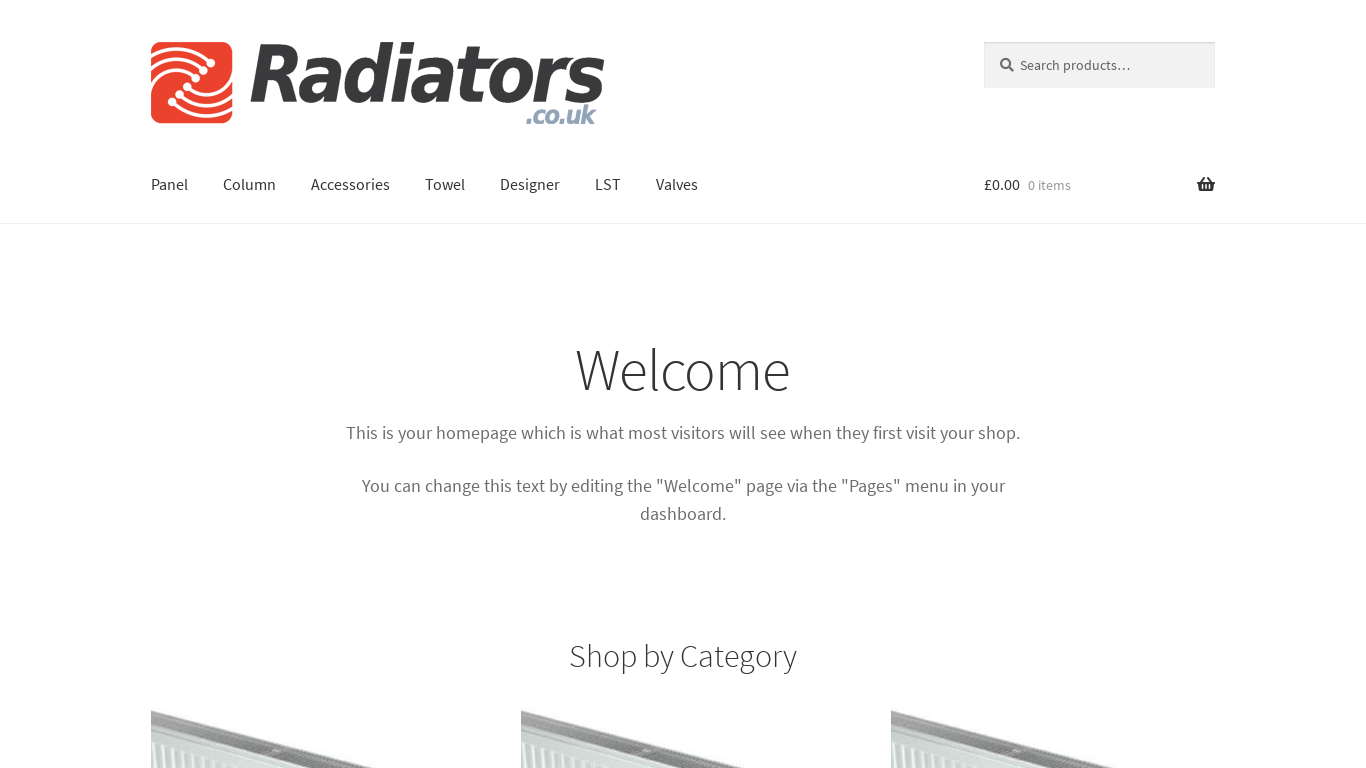 Radiators
.co.uk
Search products…
Panel Column Accessories Towel Designer LST Valves £0.00 0 items
Welcome
This is your homepage which is what most visitors will see when they first visit your shop.
You can change this text by editing the "Welcome" page via the "Pages" menu in your
dashboard.
Shop by Category